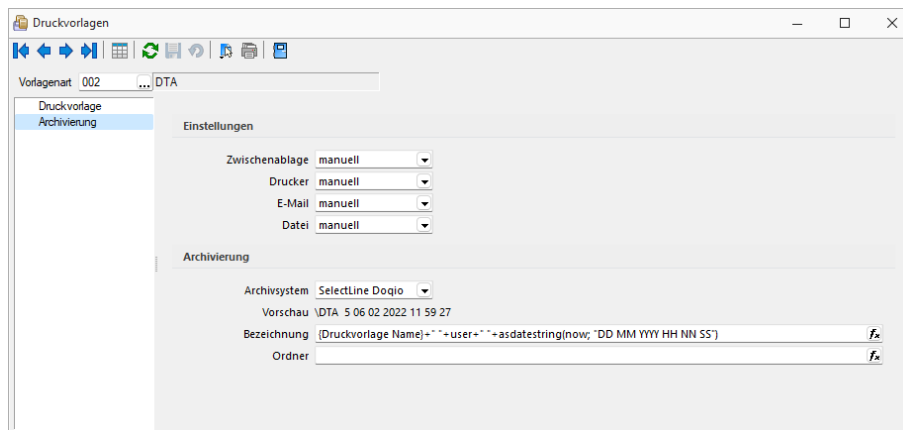 Druckvorlagen
Vorlagenart 002 ... DTA
Druckvorlage
Archivierung
Einstellungen
Zwischenablage manuell
Drucker manuell
E-Mail manuell
Datei manuell
Archivierung
Archivsystem SelectLine Doqio
Vorschau \DTA 5 06 02 2022 11 59 27
Bezeichnung {Druckvorlage Name}+" "+user+" "+asdatestring(now; "DD MM YYYY HH NN SS") fx
Ordner fx